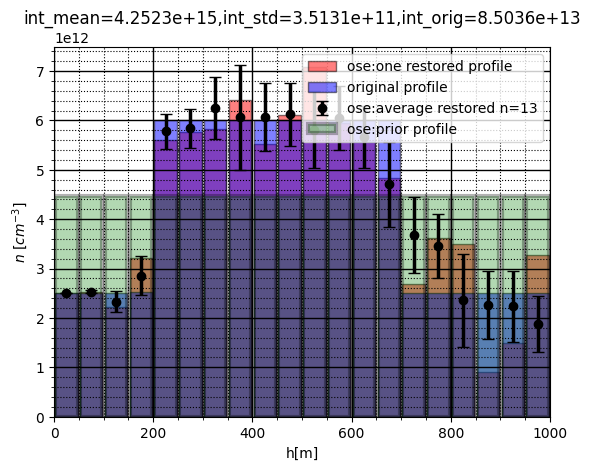 int_mean=4.2523e+15,int_std=3.5131e+11,int_orig=8.5036e+13
1e12
ose:one restored profile
original profile
ose:average restored n=13
ose:prior profile
7
6
5
4
3
2
1
0
n [cm⁻³]
0 200 400 600 800 1000
h[m]